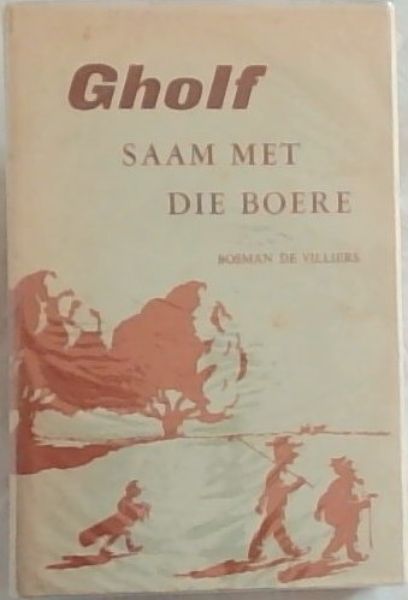 Gholf
SAAM MET
DIE BOERE
BOSMAN DE VILLIERS